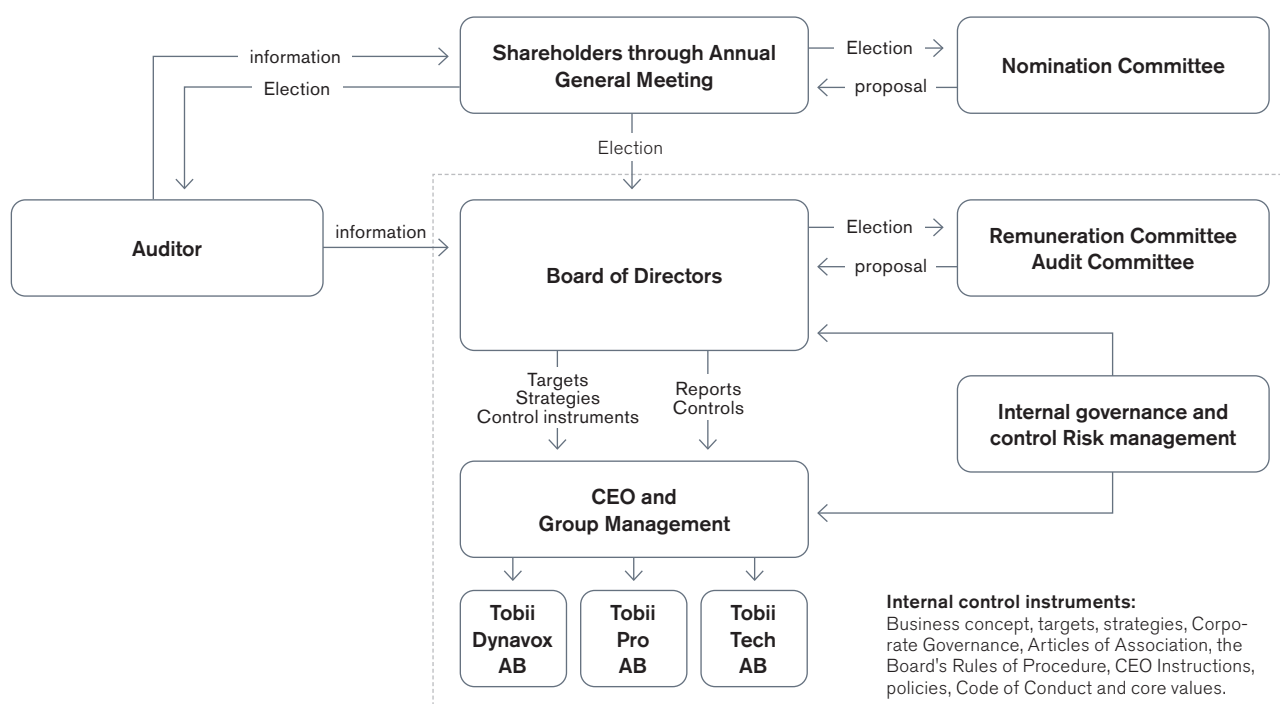 information
Election
Shareholders through Annual
General Meeting
Election
proposal
Nomination Committee
Election
Auditor
information
Board of Directors
Election
proposal
Remuneration Committee
Audit Committee
Targets
Strategies
Control instruments
Reports
Controls
Internal governance and
control Risk management
CEO and
Group Management
Tobii
Dynavox
AB
Tobii
Pro
AB
Tobii
Tech
AB
Internal control instruments:
Business concept, targets, strategies, Corpo-
rate Governance, Articles of Association, the
Board's Rules of Procedure, CEO Instructions,
policies, Code of Conduct and core values.